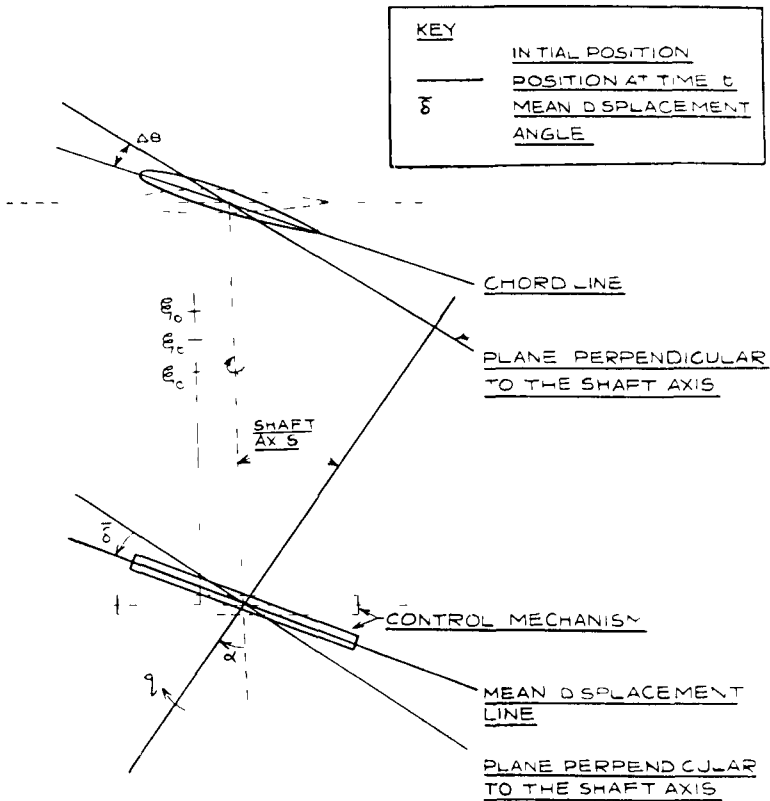 KEY
INITIAL POSITION
POSITION AT TIME t
δ̄ MEAN DISPLACEMENT
ANGLE
Δθ
CHORD LINE
PLANE PERPENDICULAR
TO THE SHAFT AXIS
SHAFT
AXIS
δ̄
CONTROL MECHANISM
α
q
MEAN DISPLACEMENT
LINE
PLANE PERPENDICULAR
TO THE SHAFT AXIS